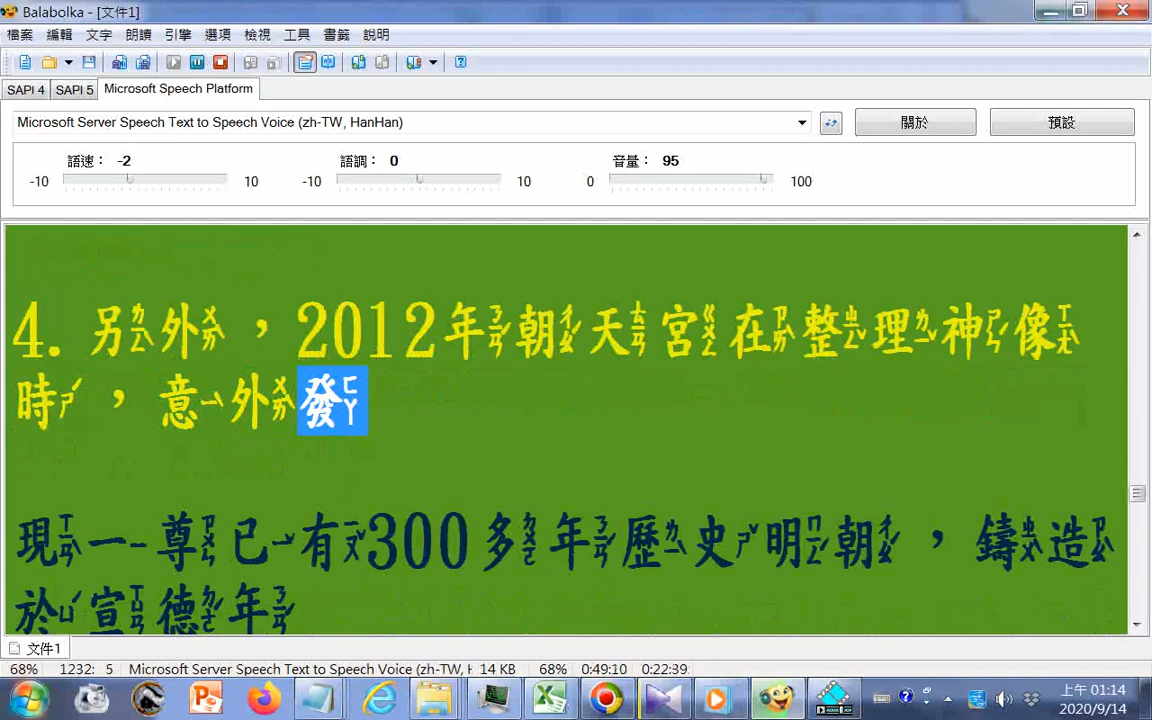 Balabolka - [文件1]
檔案 編輯 文字 朗讀 引擎 選項 檢視 工具 書籤 說明
SAPI 4 SAPI 5 Microsoft Speech Platform
Microsoft Server Speech Text to Speech Voice (zh-TW, HanHan) 關於 預設
語速： -2 語調： 0 音量： 95
-10 10 -10 10 0 100
4. 另外，2012年朝天宮在整理神像
時，意外發
現一尊已有300多年歷史明朝，鑄造
於宣德年
文件1
68% 1232: 5 Microsoft Server Speech Text to Speech Voice (zh-TW, H 14 KB 68% 0:49:10 0:22:39
上午 01:14
2020/9/14